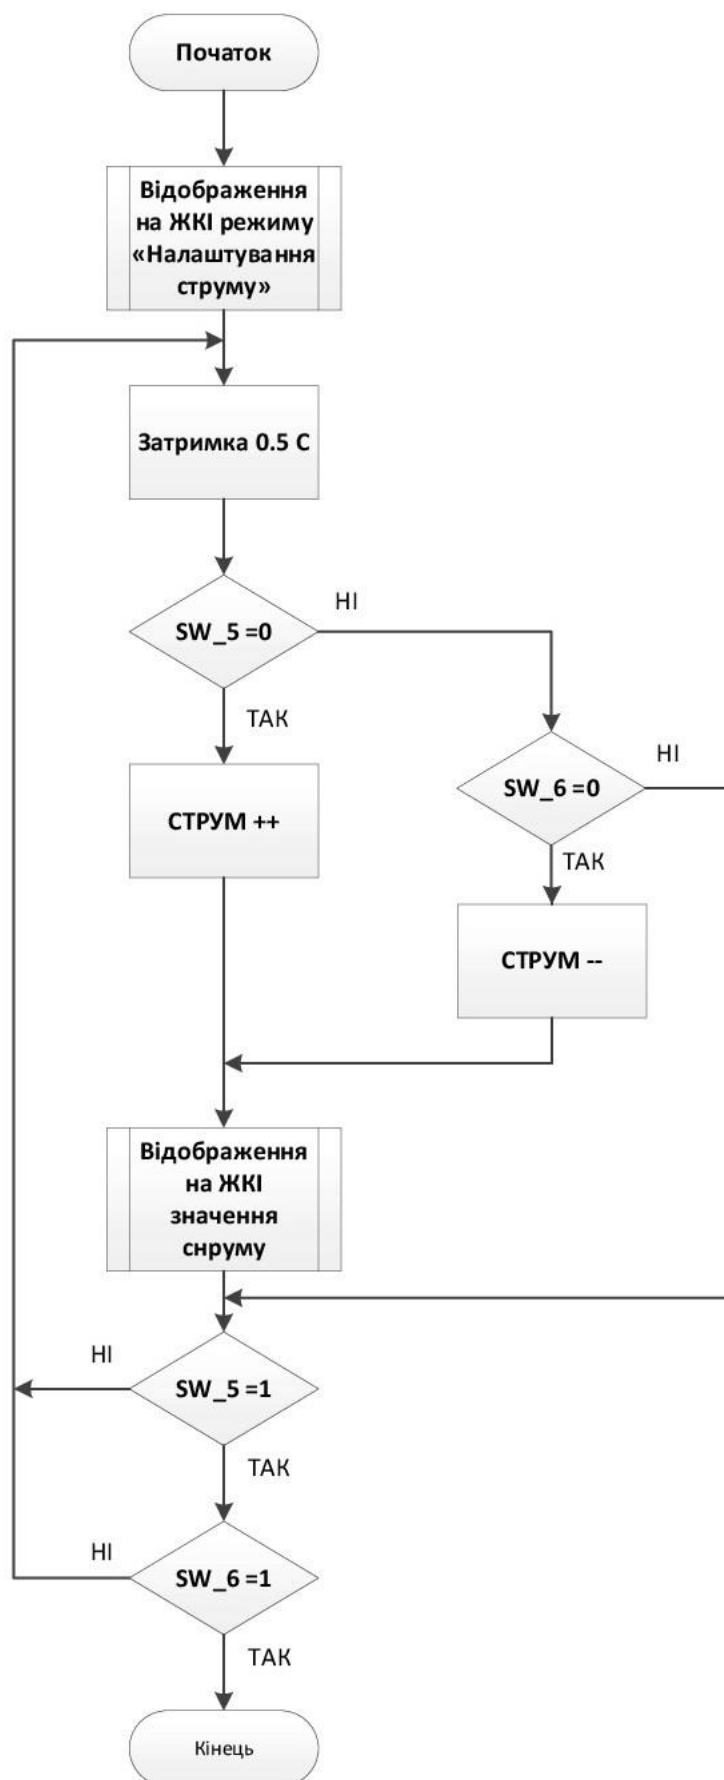 Початок
Відображення
на ЖКІ режиму
«Налаштування
струму»
Затримка 0.5 С
SW_5 =0
НІ
ТАК
SW_6 =0
НІ
СТРУМ ++
ТАК
СТРУМ --
Відображення
на ЖКІ
значення
снруму
НІ
SW_5 =1
ТАК
НІ
SW_6 =1
ТАК
Кінець